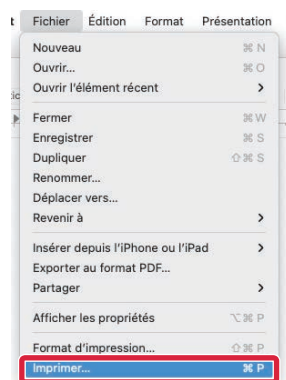 t Fichier Édition Format Présentation
Nouveau ⌘ N
Ouvrir... ⌘ O
Ouvrir l'élément récent >
Fermer ⌘ W
Enregistrer ⌘ S
Dupliquer ⇧ ⌘ S
Renommer...
Déplacer vers...
Revenir à >
Insérer depuis l'iPhone ou l'iPad >
Exporter au format PDF...
Partager >
Afficher les propriétés ⌥ ⌘ P
Format d'impression... ⇧ ⌘ P
Imprimer... ⌘ P